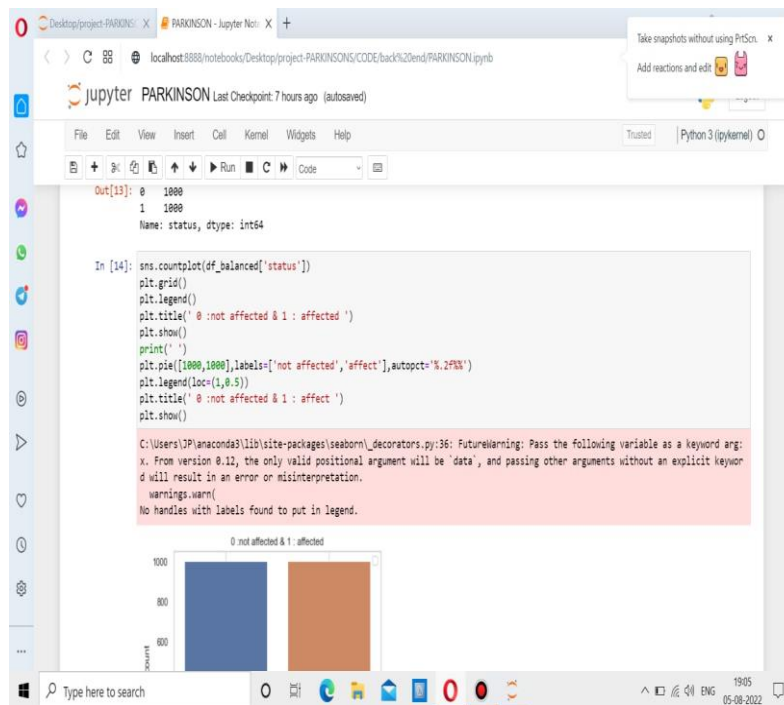 Desktop/project-PARKINS( X PARKINSON - Jupyter Not X +
Take snapshots without using PrtScn. x
Add reactions and edit
localhost:8888/notebooks/Desktop/project-PARKINSONS/CODE/back%20end/PARKINSON.ipynb
jupyter PARKINSON Last Checkpoint: 7 hours ago (autosaved)
File Edit View Insert Cell Kernel Widgets Help Trusted Python 3 (ipykernel)
Run Code
Out[13]: 0 1000
1 1000
Name: status, dtype: int64
In [14]: sns.countplot(df_balanced['status'])
plt.grid()
plt.legend()
plt.title(' 0 :not affected & 1 : affected ')
plt.show()
print(' ')
plt.pie([1000,1000],labels=['not affected','affect'],autopct='%.2f%%')
plt.legend(loc=(1,0.5))
plt.title(' 0 :not affected & 1 : affect ')
plt.show()
C:\Users\JP\anaconda3\lib\site-packages\seaborn\_decorators.py:36: FutureWarning: Pass the following variable as a keyword arg:
x. From version 0.12, the only valid positional argument will be `data`, and passing other arguments without an explicit keywor
d will result in an error or misinterpretation.
warnings.warn(
No handles with labels found to put in legend.
0 :not affected & 1 : affected
1000
800
600
count
Type here to search
ENG
19:05
05-08-2022